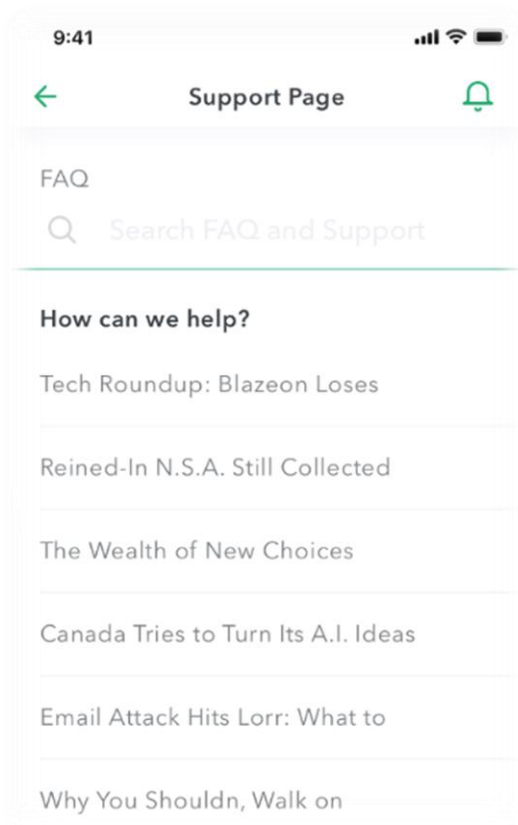 9:41
Support Page
FAQ
Search FAQ and Support
How can we help?
Tech Roundup: Blazeon Loses
Reined-In N.S.A. Still Collected
The Wealth of New Choices
Canada Tries to Turn Its A.I. Ideas
Email Attack Hits Lorr: What to
Why You Shouldn, Walk on